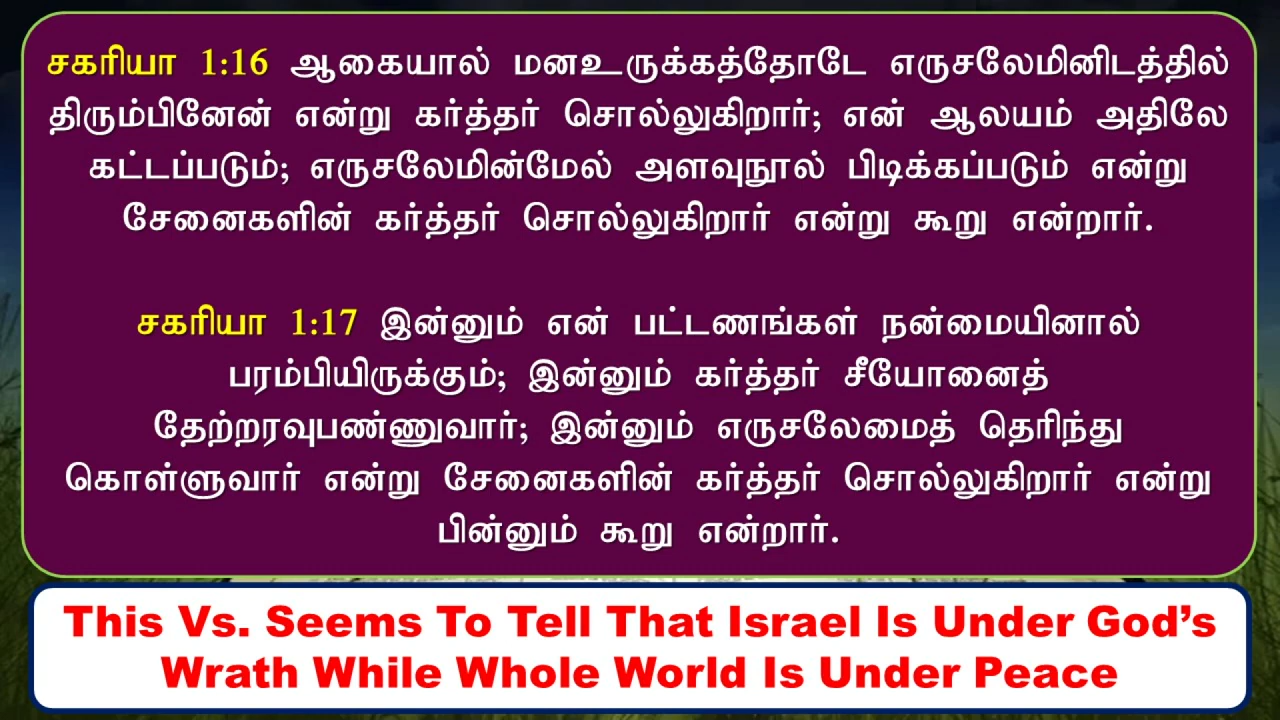 சகரியா 1:16 ஆகையால் மனஉருக்கத்தோடே எருசலேமினிடத்தில்
திரும்பினேன் என்று கர்த்தர் சொல்லுகிறார்; என் ஆலயம் அதிலே
கட்டப்படும்; எருசலேமின்மேல் அளவுநூல் பிடிக்கப்படும் என்று
சேனைகளின் கர்த்தர் சொல்லுகிறார் என்று கூறு என்றார்.
சகரியா 1:17 இன்னும் என் பட்டணங்கள் நன்மையினால்
பரம்பியிருக்கும்; இன்னும் கர்த்தர் சீயோனைத்
தேற்றரவுபண்ணுவார்; இன்னும் எருசலேமைத் தெரிந்து
கொள்ளுவார் என்று சேனைகளின் கர்த்தர் சொல்லுகிறார் என்று
பின்னும் கூறு என்றார்.
This Vs. Seems To Tell That Israel Is Under God’s
Wrath While Whole World Is Under Peace